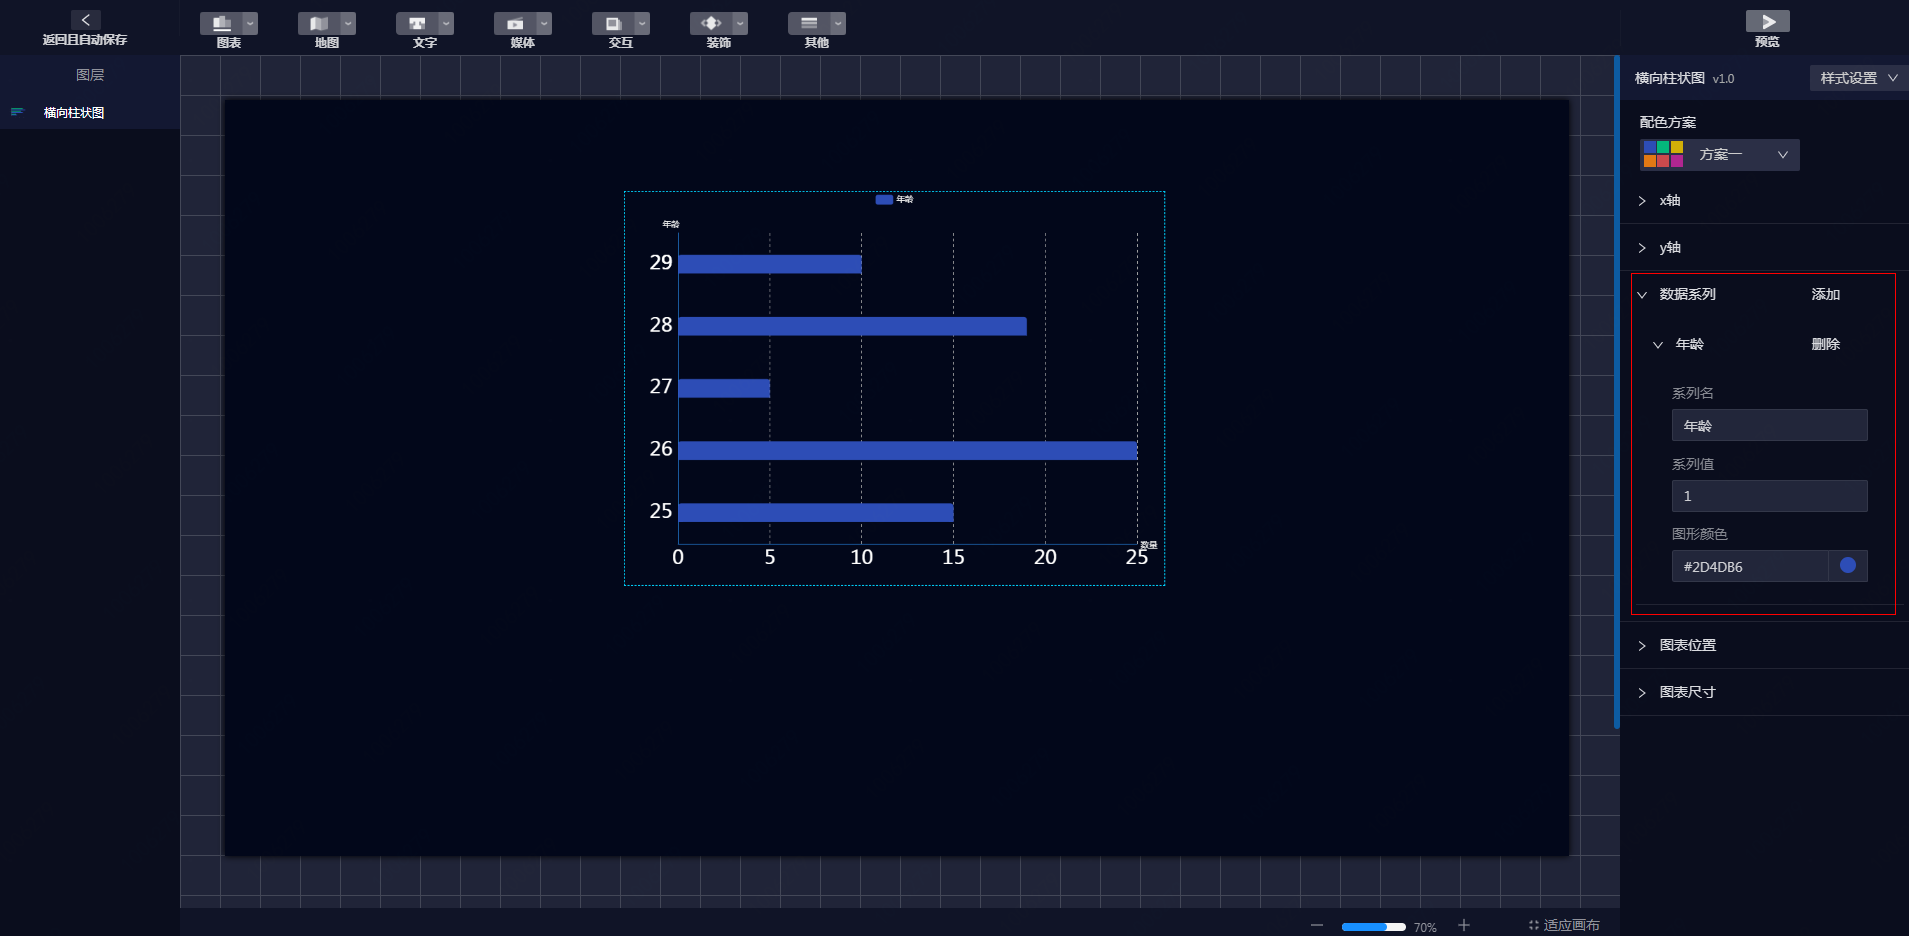 返回且自动保存
图表
地图
文字
媒体
交互
装饰
其他
预览
图层
横向柱状图
横向柱状图 v1.0
样式设置
配色方案
方案一
x轴
y轴
数据系列
添加
年龄
删除
系列名
年龄
系列值
1
图形颜色
#2D4DB6
图表位置
图表尺寸
年龄
年龄
29
28
27
26
25
0 5 10 15 20 25
数量
70%
适应画布